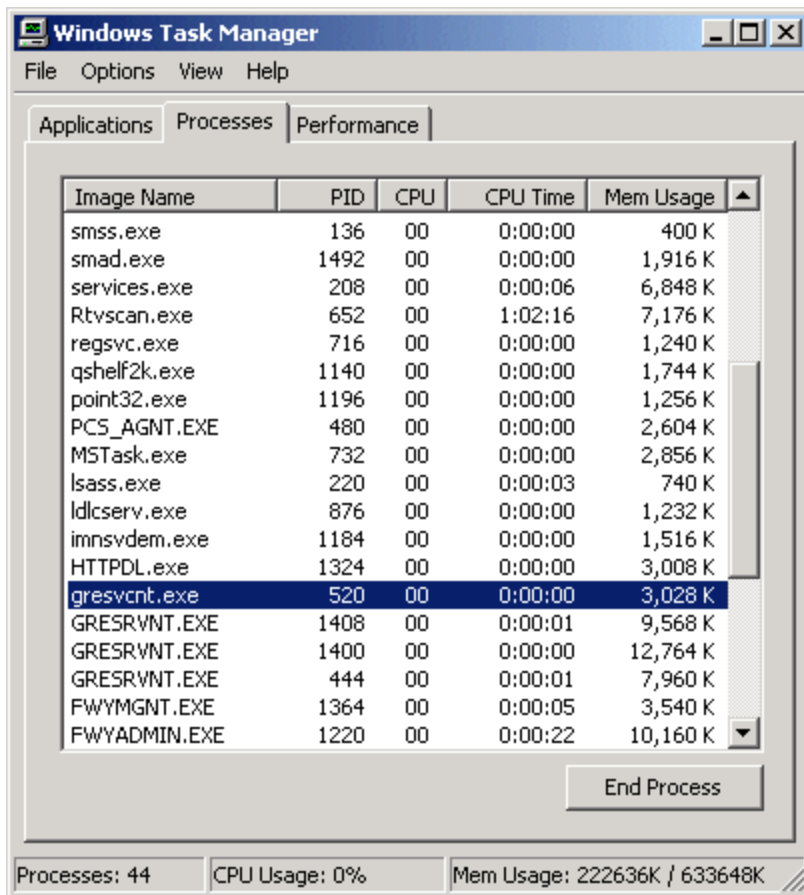 Windows Task Manager
File Options View Help
Applications Processes Performance
Image Name PID CPU CPU Time Mem Usage
smss.exe 136 00 0:00:00 400 K
smad.exe 1492 00 0:00:00 1,916 K
services.exe 208 00 0:00:06 6,848 K
Rtvscan.exe 652 00 1:02:16 7,176 K
regsvc.exe 716 00 0:00:00 1,240 K
qshelf2k.exe 1140 00 0:00:00 1,744 K
point32.exe 1196 00 0:00:00 1,256 K
PCS_AGNT.EXE 480 00 0:00:00 2,604 K
MSTask.exe 732 00 0:00:00 2,856 K
lsass.exe 220 00 0:00:03 740 K
ldlcserv.exe 876 00 0:00:00 1,232 K
imnsvdem.exe 1184 00 0:00:00 1,516 K
HTTPDL.exe 1324 00 0:00:00 3,008 K
gresvcnt.exe 520 00 0:00:00 3,028 K
GRESRVNT.EXE 1408 00 0:00:01 9,568 K
GRESRVNT.EXE 1400 00 0:00:00 12,764 K
GRESRVNT.EXE 444 00 0:00:01 7,960 K
FWYMGNT.EXE 1364 00 0:00:05 3,540 K
FWYADMIN.EXE 1220 00 0:00:22 10,160 K
End Process
Processes: 44 CPU Usage: 0% Mem Usage: 222636K / 633648K